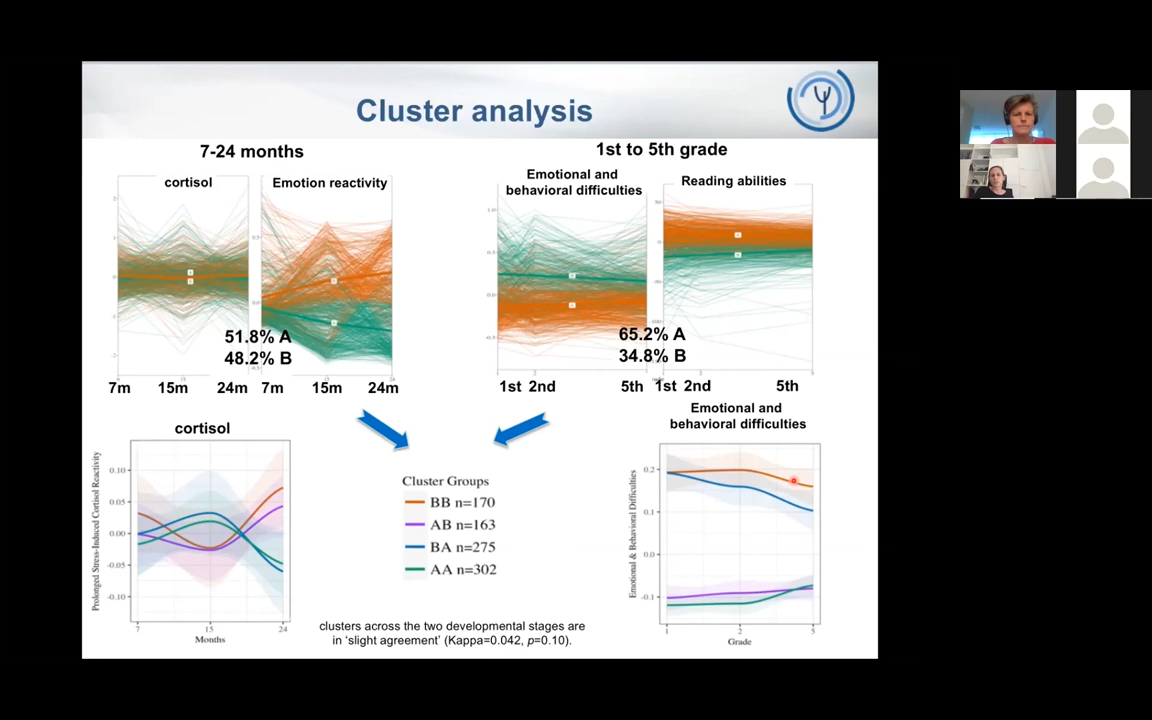 Cluster analysis
7-24 months
1st to 5th grade
cortisol
Emotion reactivity
Emotional and
behavioral difficulties
Reading abilities
51.8% A
48.2% B
65.2% A
34.8% B
7m 15m 24m
7m 15m 24m
1st 2nd 5th
1st 2nd 5th
cortisol
Prolonged Stress-Induced Cortisol Reactivity
0.10
0.05
0.00
-0.05
-0.10
7 15 24
Months
Cluster Groups
BB n=170
AB n=163
BA n=275
AA n=302
clusters across the two developmental stages are
in ‘slight agreement’ (Kappa=0.042, p=0.10).
Emotional and
behavioral difficulties
Emotional & Behavioral Difficulties
0.2
0.1
0.0
-0.1
1 2 5
Grade